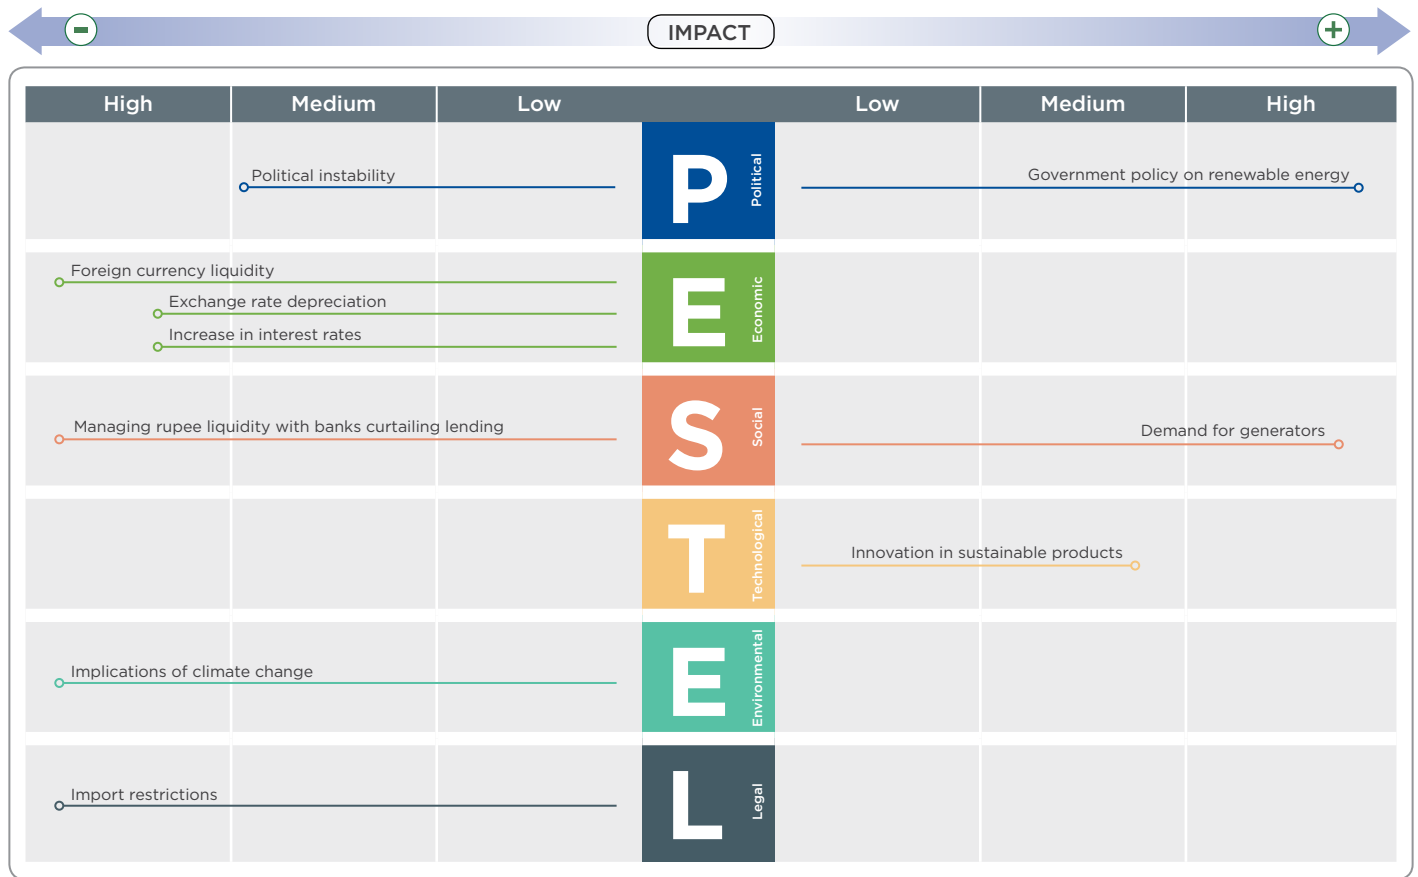 IMPACT
High Medium Low Low Medium High
Political instability
P
Political
Government policy on renewable energy
Foreign currency liquidity
Exchange rate depreciation
Increase in interest rates
E
Economic
Managing rupee liquidity with banks curtailing lending
S
Social
Demand for generators
T
Technological
Innovation in sustainable products
Implications of climate change
E
Environmental
Import restrictions
L
Legal